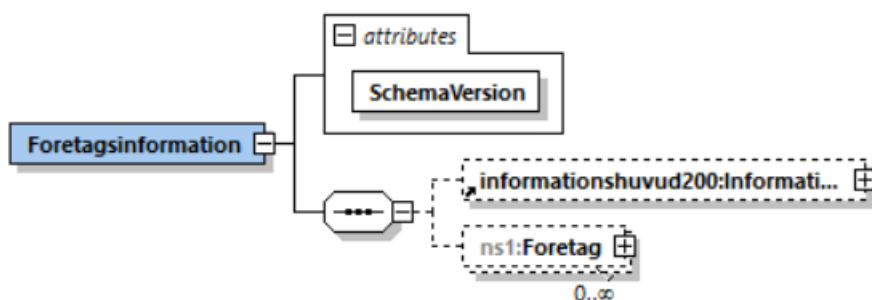 attributes
SchemaVersion
Foretagsinformation
informationshuvud200:Informati...
ns1:Foretag
0..∞